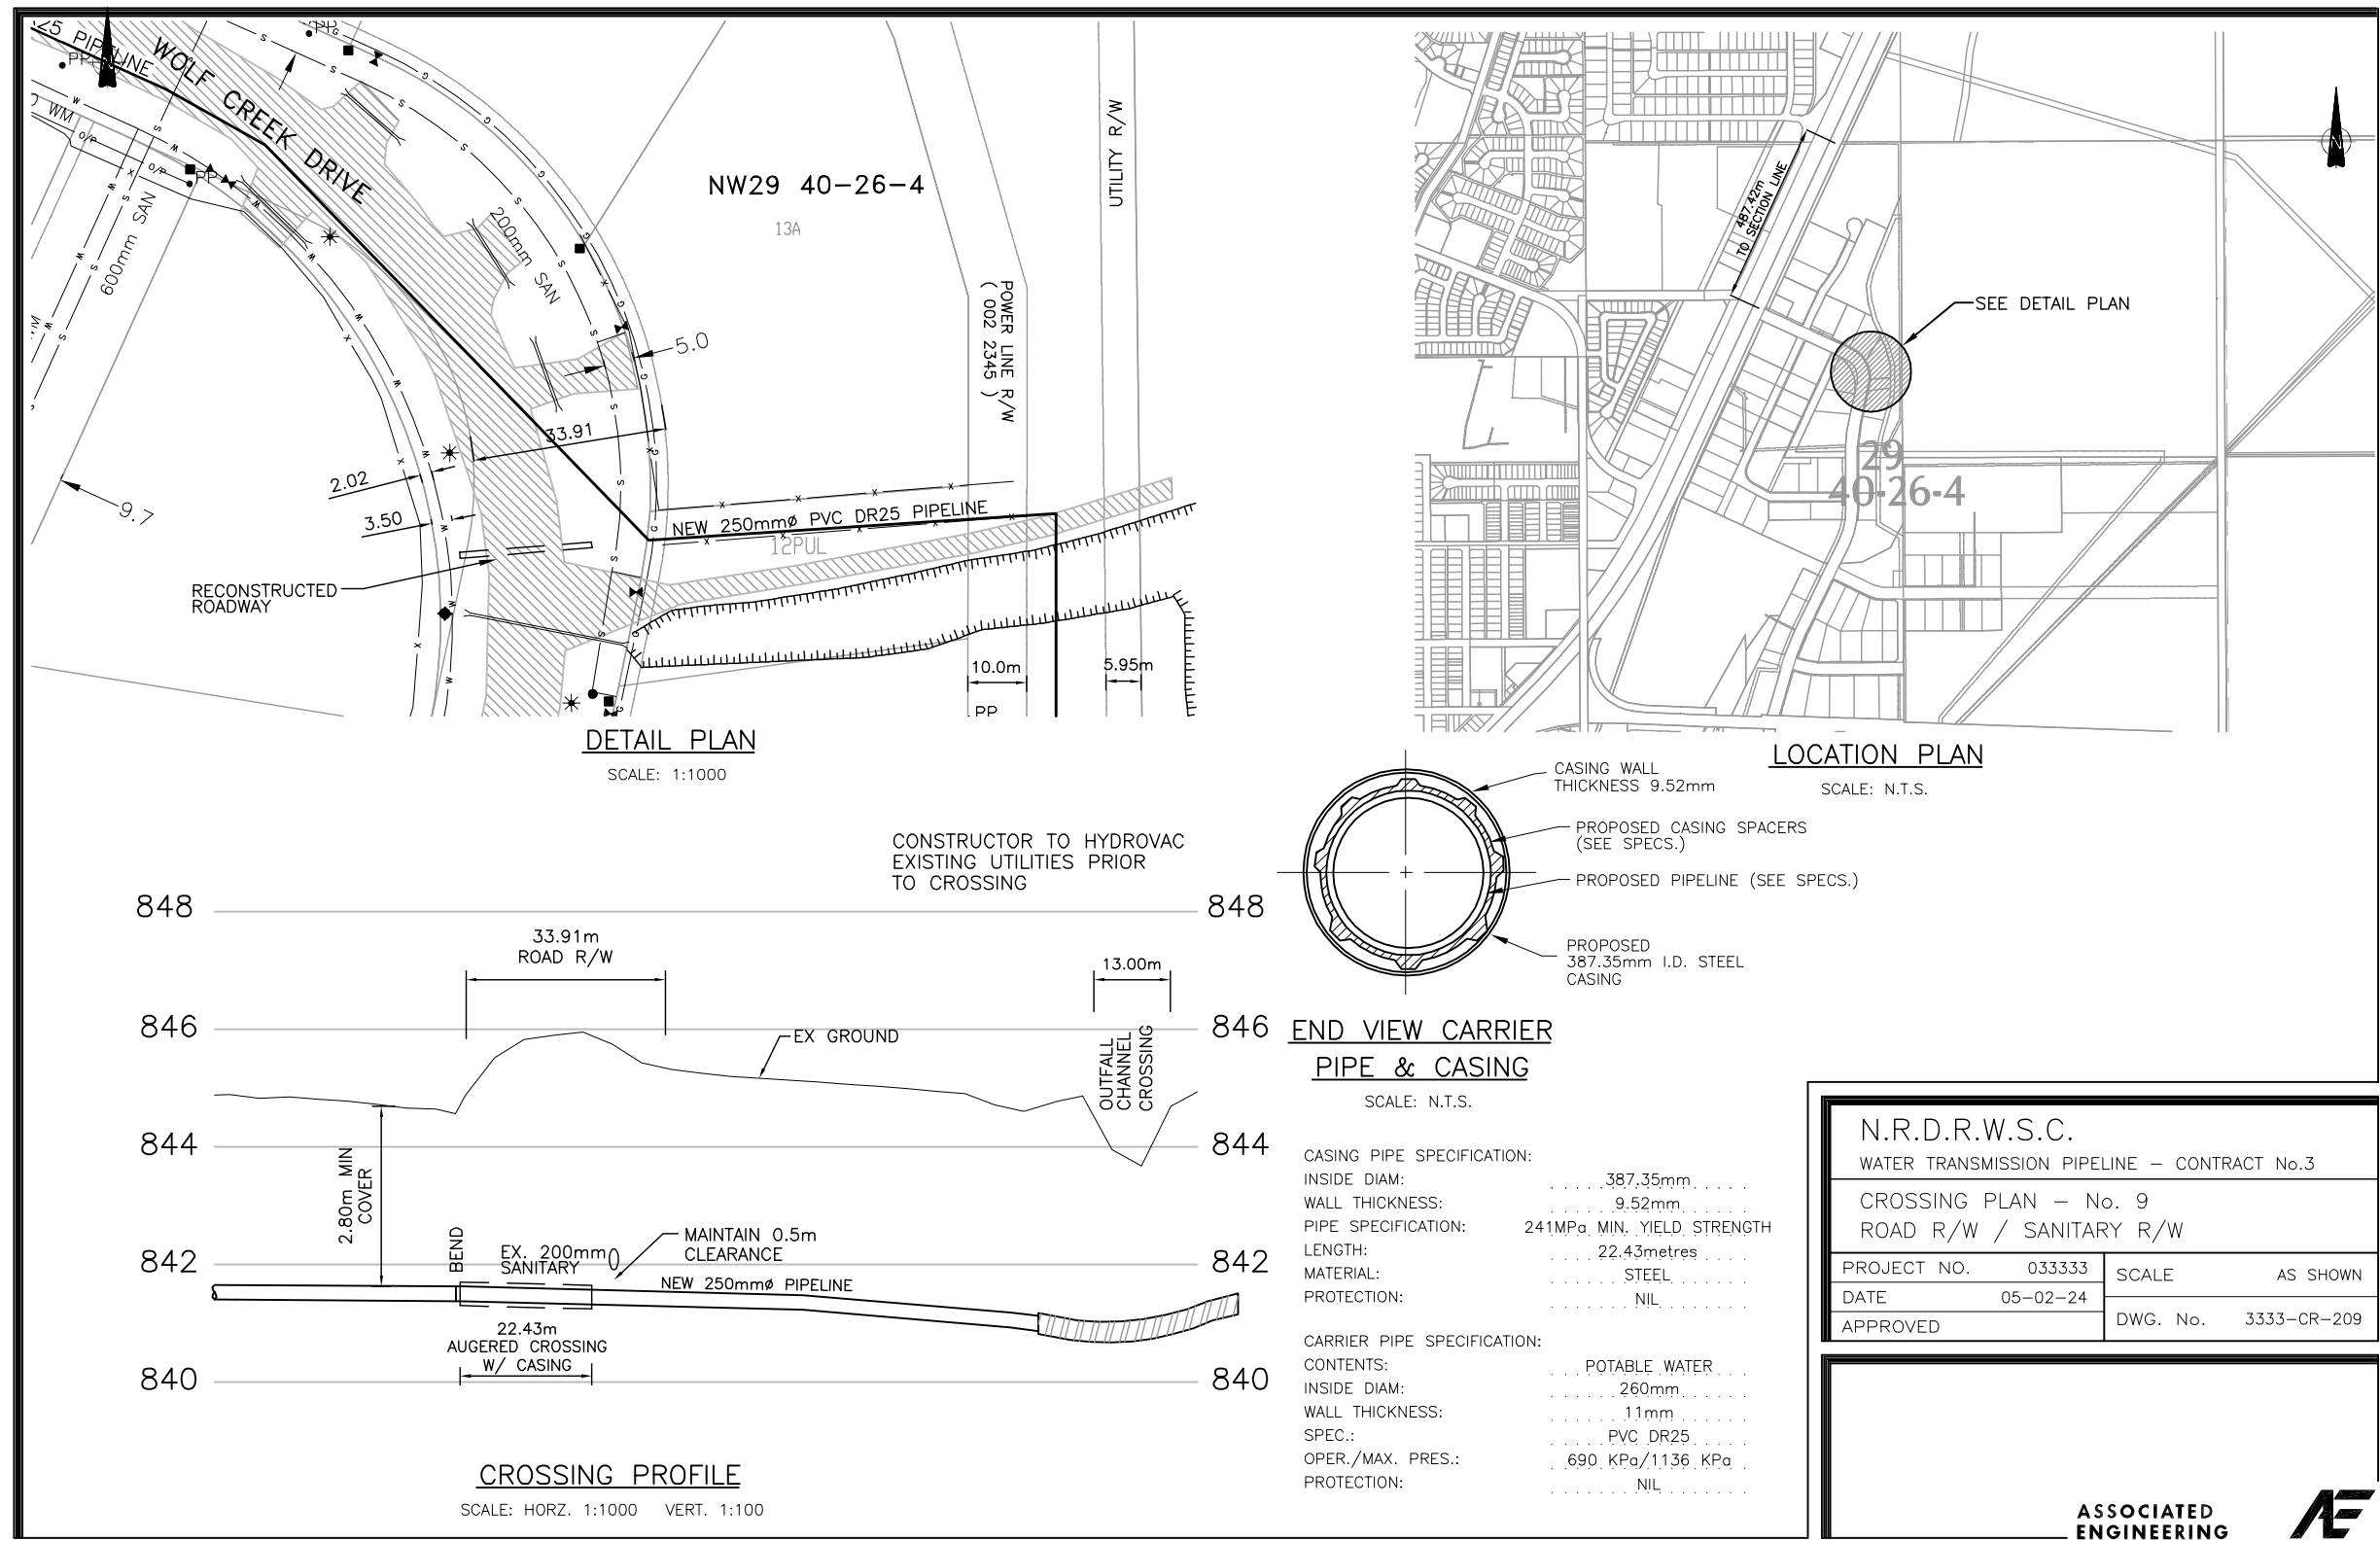 25 PIPELINE
WOLF CREEK DRIVE
PP
PP
PP
WM
O/P
O/P
600mm SAN
200mm SAN
NW29 40-26-4
13A
UTILITY R/W
POWER LINE R/W
( 002 2345 )
5.0
33.91
2.02
3.50
9.7
NEW 250mmø PVC DR25 PIPELINE
12PUL
RECONSTRUCTED
ROADWAY
10.0m
5.95m
PP
DETAIL PLAN
SCALE: 1:1000
N
487.42m
TO SECTION LINE
SEE DETAIL PLAN
29
40-26-4
LOCATION PLAN
SCALE: N.T.S.
CASING WALL
THICKNESS 9.52mm
PROPOSED CASING SPACERS
(SEE SPECS.)
PROPOSED PIPELINE (SEE SPECS.)
PROPOSED
387.35mm I.D. STEEL
CASING
END VIEW CARRIER
PIPE & CASING
SCALE: N.T.S.
CONSTRUCTOR TO HYDROVAC
EXISTING UTILITIES PRIOR
TO CROSSING
848 848
33.91m
ROAD R/W
13.00m
846 846
EX GROUND
OUTFALL
CHANNEL
CROSSING
844 844
2.80m MIN
COVER
BEND
EX. 200mm
SANITARY
MAINTAIN 0.5m
CLEARANCE
842 842
NEW 250mmø PIPELINE
22.43m
AUGERED CROSSING
W/ CASING
840 840
CROSSING PROFILE
SCALE: HORZ. 1:1000 VERT. 1:100
CASING PIPE SPECIFICATION:
INSIDE DIAM: 387.35mm
WALL THICKNESS: 9.52mm
PIPE SPECIFICATION: 241MPa MIN. YIELD STRENGTH
LENGTH: 22.43metres
MATERIAL: STEEL
PROTECTION: NIL
CARRIER PIPE SPECIFICATION:
CONTENTS: POTABLE WATER
INSIDE DIAM: 260mm
WALL THICKNESS: 11mm
SPEC.: PVC DR25
OPER./MAX. PRES.: 690 KPa/1136 KPa
PROTECTION: NIL
N.R.D.R.W.S.C.
WATER TRANSMISSION PIPELINE - CONTRACT No.3
CROSSING PLAN - No. 9
ROAD R/W / SANITARY R/W
PROJECT NO. 033333
SCALE AS SHOWN
DATE 05-02-24
DWG. No. 3333-CR-209
APPROVED
ASSOCIATED
ENGINEERING
AE